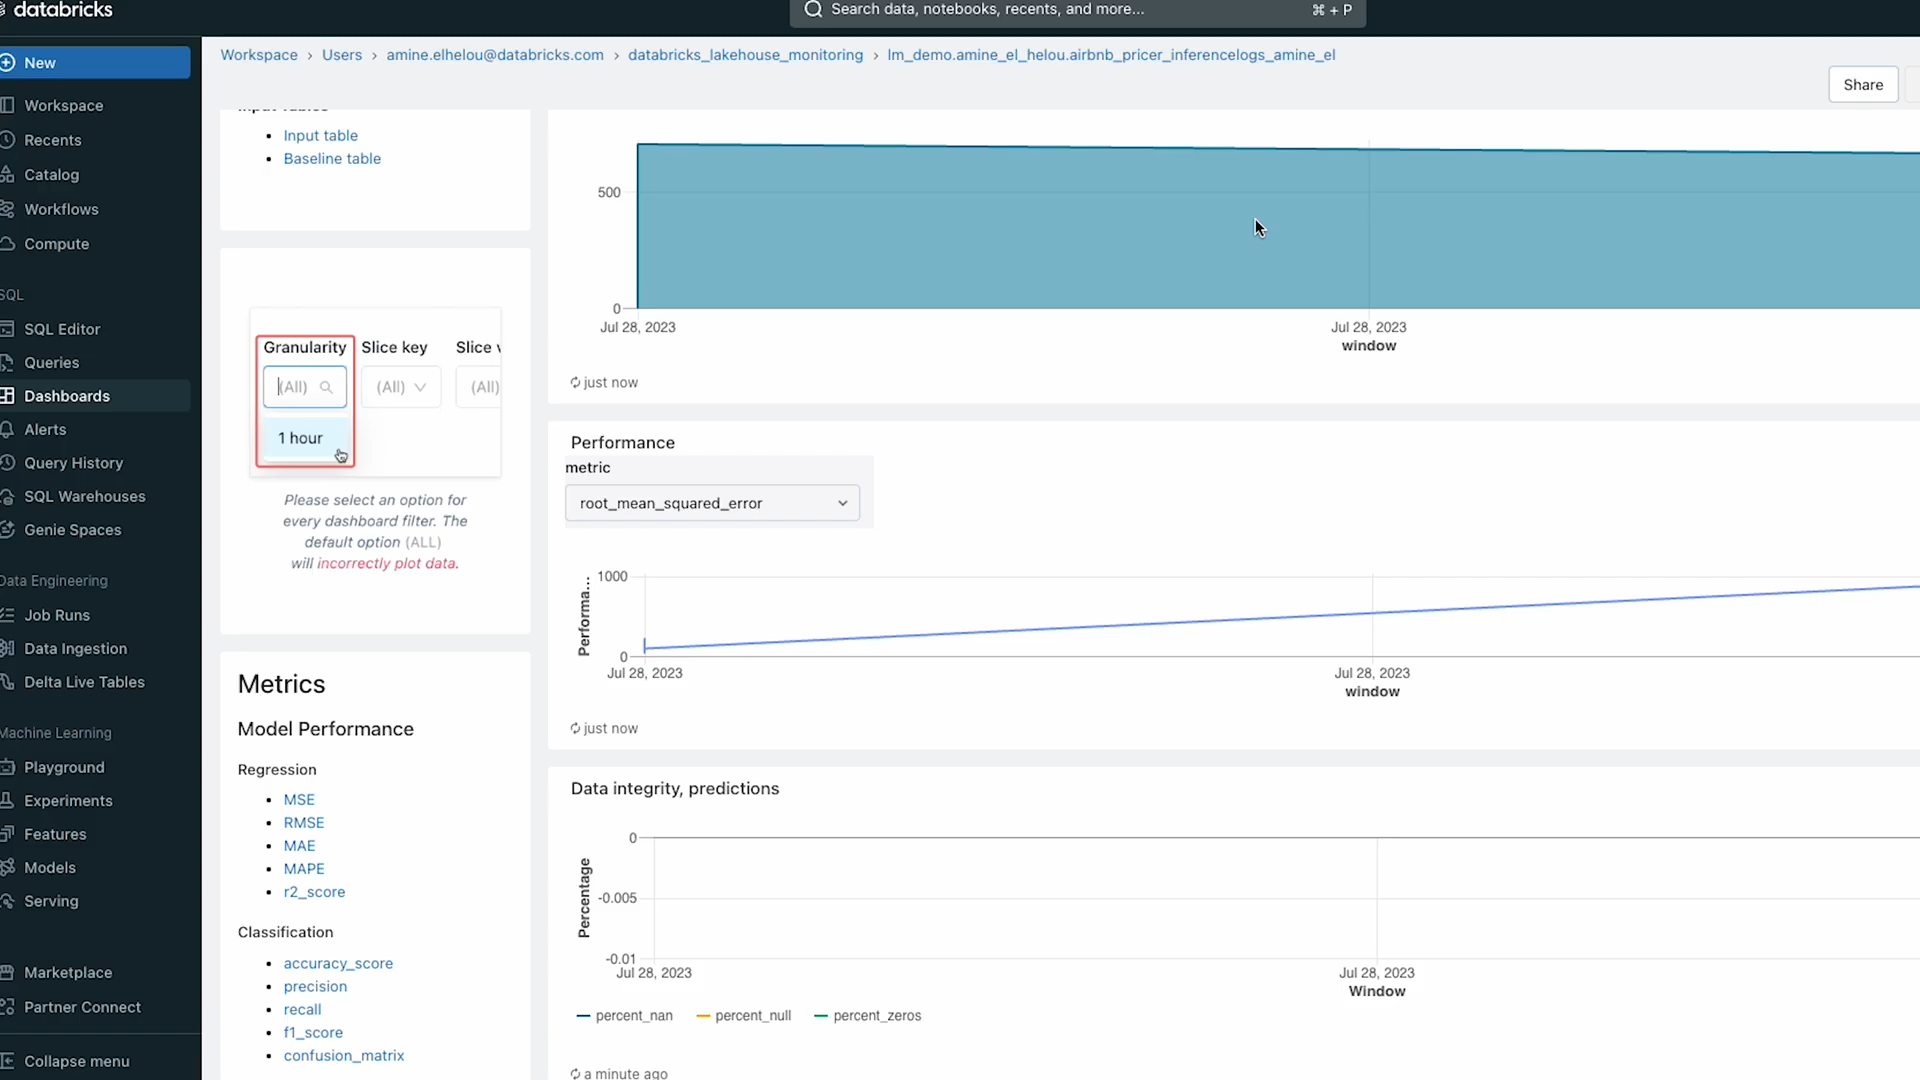 databricks
Search data, notebooks, recents, and more...
⌘ + P
New
Workspace
Recents
Catalog
Workflows
Compute
SQL
SQL Editor
Queries
Dashboards
Alerts
Query History
SQL Warehouses
Genie Spaces
Data Engineering
Job Runs
Data Ingestion
Delta Live Tables
Machine Learning
Playground
Experiments
Features
Models
Serving
Marketplace
Partner Connect
Collapse menu
Workspace > Users > amine.elhelou@databricks.com > databricks_lakehouse_monitoring > lm_demo.amine_el_helou.airbnb_pricer_inferencelogs_amine_el
Share
Input table
Baseline table
Granularity Slice key Slice
(All) (All) (All)
1 hour
Please select an option for
every dashboard filter. The
default option (ALL)
will incorrectly plot data.
Metrics
Model Performance
Regression
MSE
RMSE
MAE
MAPE
r2_score
Classification
accuracy_score
precision
recall
f1_score
confusion_matrix
500
0
Jul 28, 2023 Jul 28, 2023
window
just now
Performance
metric
root_mean_squared_error
Performa...
1000
0
Jul 28, 2023 Jul 28, 2023
window
just now
Data integrity, predictions
Percentage
0
-0.005
-0.01
Jul 28, 2023 Jul 28, 2023
Window
percent_nan percent_null percent_zeros
a minute ago